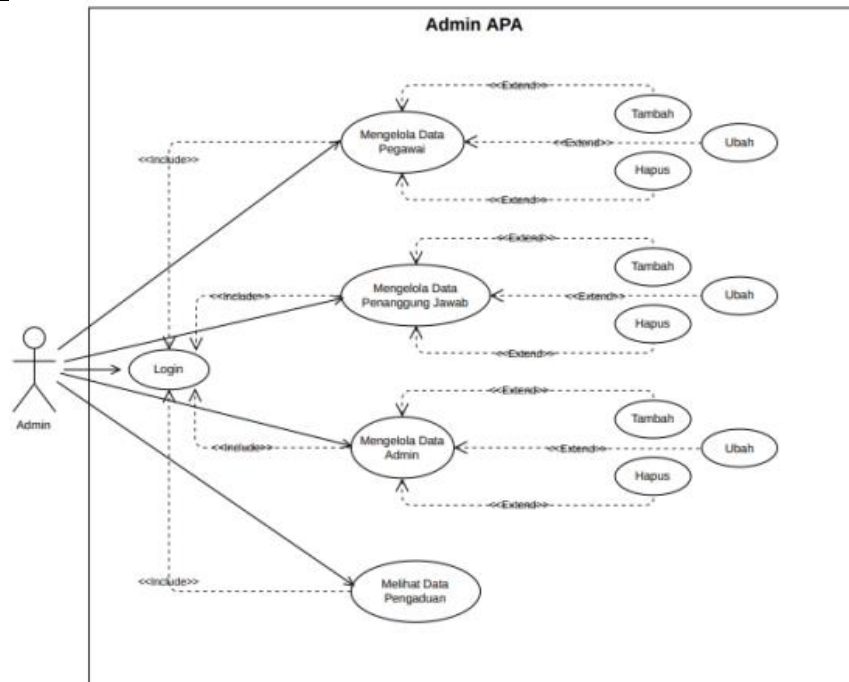 Admin APA
<<Extend>>
Tambah
Mengelola Data
Pegawai
<<Extend>>
Ubah
<<Include>>
Hapus
<<Extend>>
<<Extend>>
Tambah
Mengelola Data
Penanggung Jawab
<<Include>>
<<Extend>>
Ubah
Hapus
<<Extend>>
Login
Admin
<<Extend>>
Tambah
Mengelola Data
Admin
<<Include>>
<<Extend>>
Ubah
Hapus
<<Extend>>
<<Include>>
Melihat Data
Pengaduan